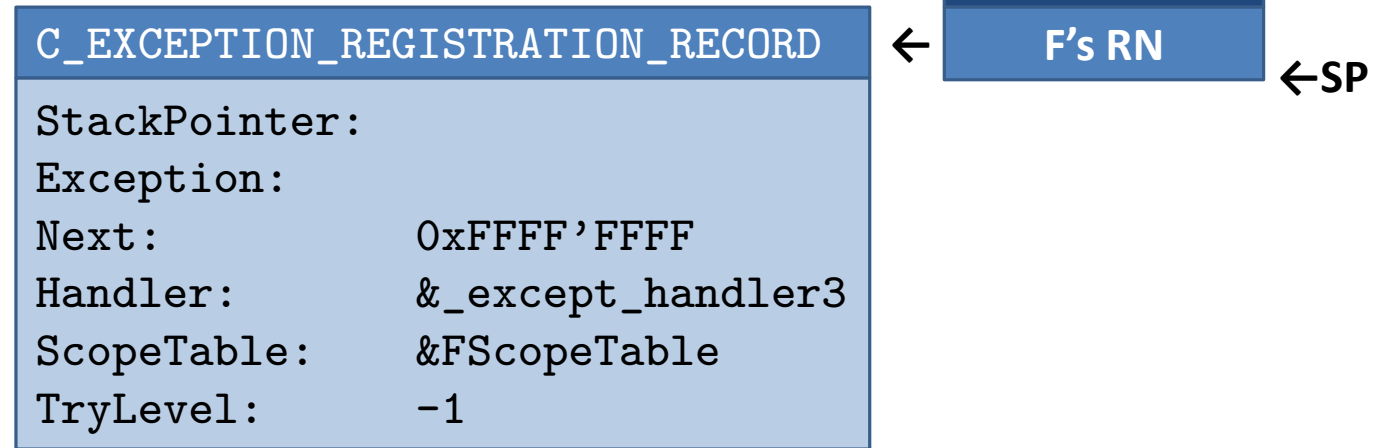 C_EXCEPTION_REGISTRATION_RECORD ← F’s RN
←SP
StackPointer:
Exception:
Next: 0xFFFF’FFFF
Handler: &_except_handler3
ScopeTable: &FScopeTable
TryLevel: -1